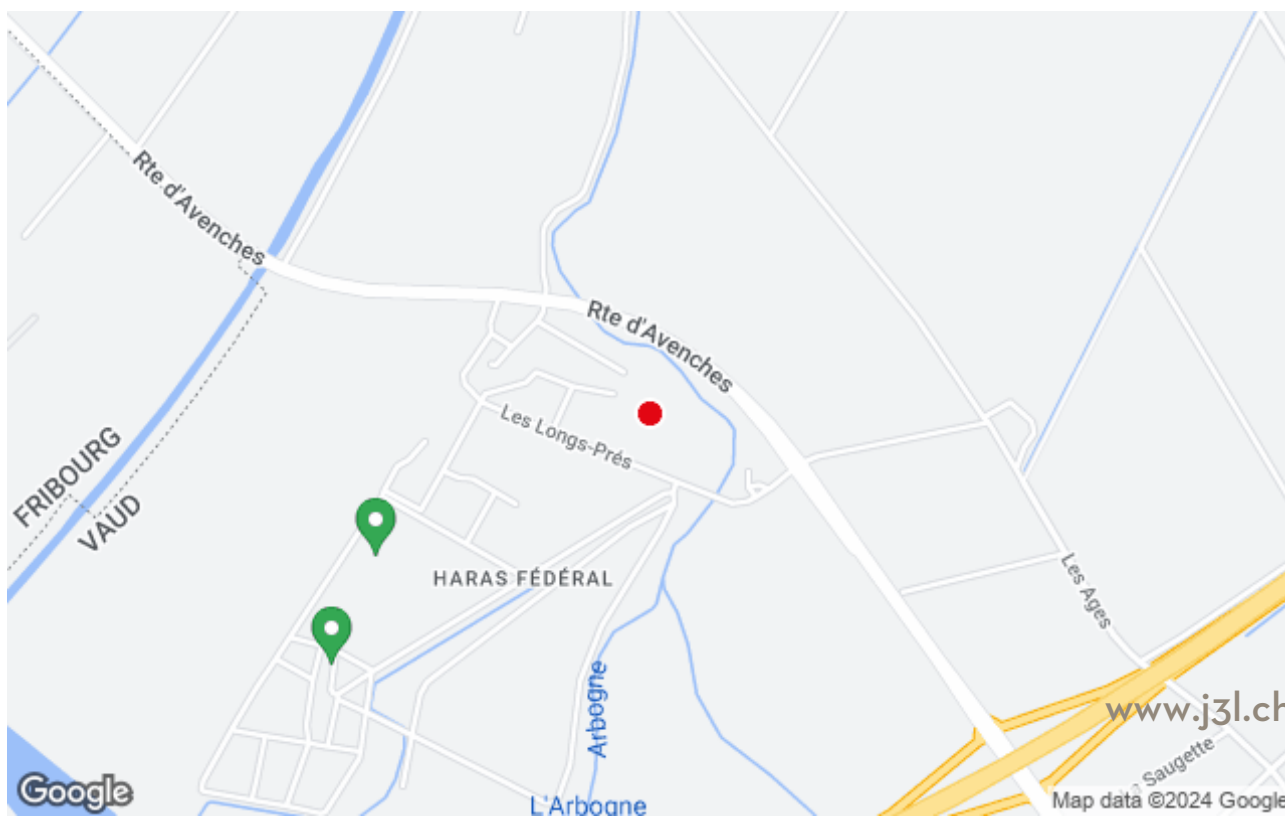 Rte d'Avenches
Rte d'Avenches
Les Longs-Prés
FRIBOURG
VAUD
HARAS FÉDÉRAL
Les Ages
Arbogne
www.j3l.ch
Saugette
Google
L'Arbogne
Map data ©2024 Google